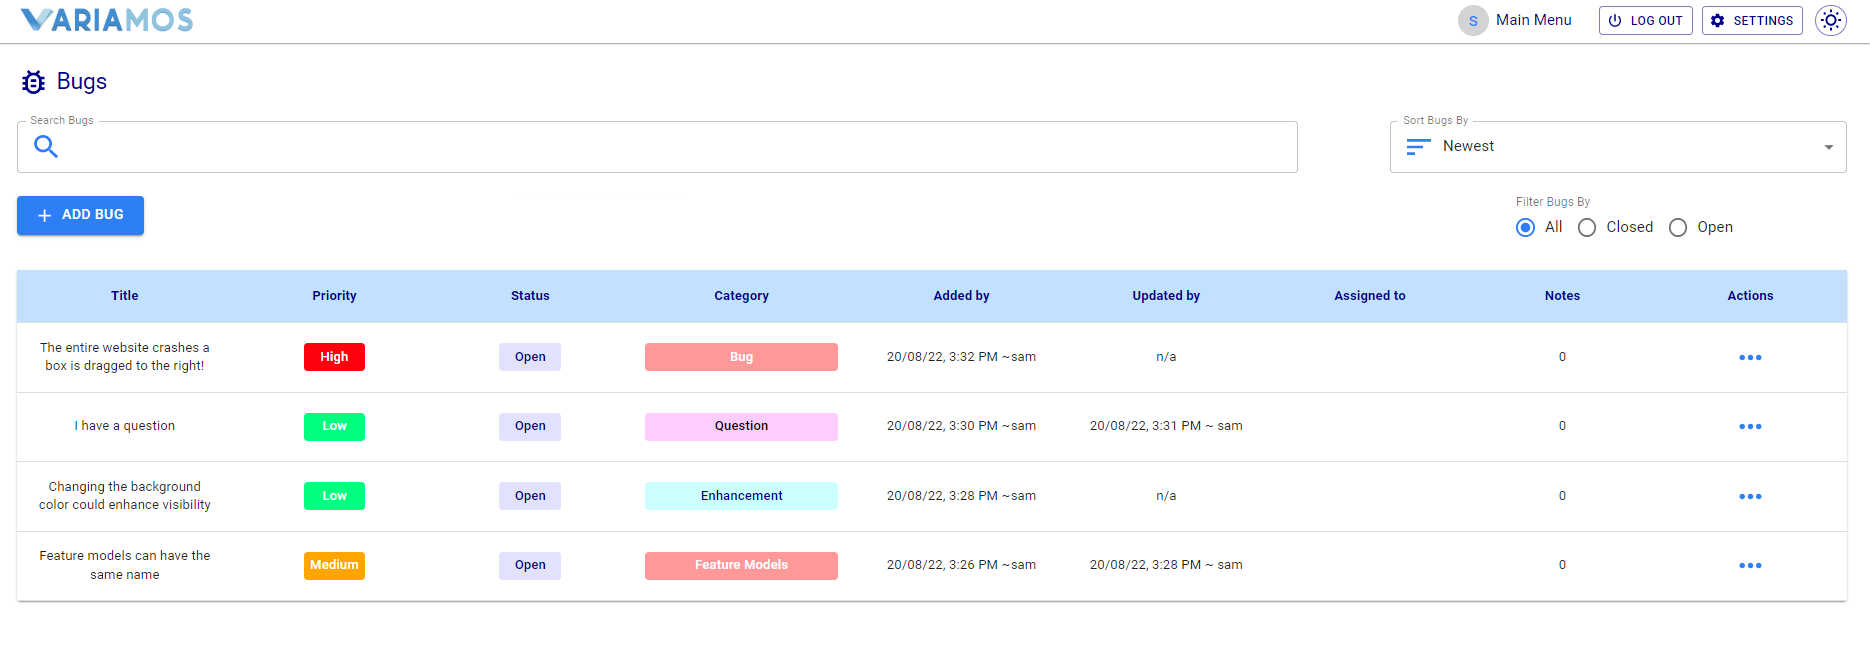 VARIAMOS
S Main Menu LOG OUT SETTINGS
Bugs
Search Bugs
Sort Bugs By
Newest
ADD BUG
Filter Bugs By
All Closed Open
Title Priority Status Category Added by Updated by Assigned to Notes Actions
The entire website crashes a
box is dragged to the right!
High Open Bug 20/08/22, 3:32 PM ~sam n/a 0
I have a question Low Open Question 20/08/22, 3:30 PM ~sam 20/08/22, 3:31 PM ~ sam 0
Changing the background
color could enhance visibility
Low Open Enhancement 20/08/22, 3:28 PM ~sam n/a 0
Feature models can have the
same name
Medium Open Feature Models 20/08/22, 3:26 PM ~sam 20/08/22, 3:28 PM ~ sam 0